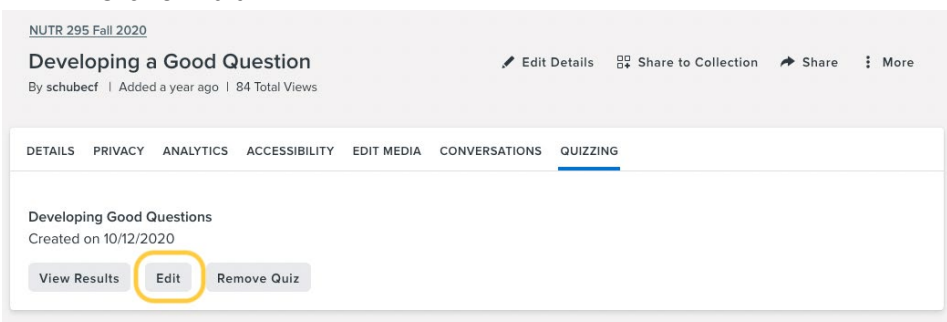 NUTR 295 Fall 2020
Developing a Good Question
Edit Details Share to Collection Share More
By schubecf | Added a year ago | 84 Total Views
DETAILS PRIVACY ANALYTICS ACCESSIBILITY EDIT MEDIA CONVERSATIONS QUIZZING
Developing Good Questions
Created on 10/12/2020
View Results Edit Remove Quiz